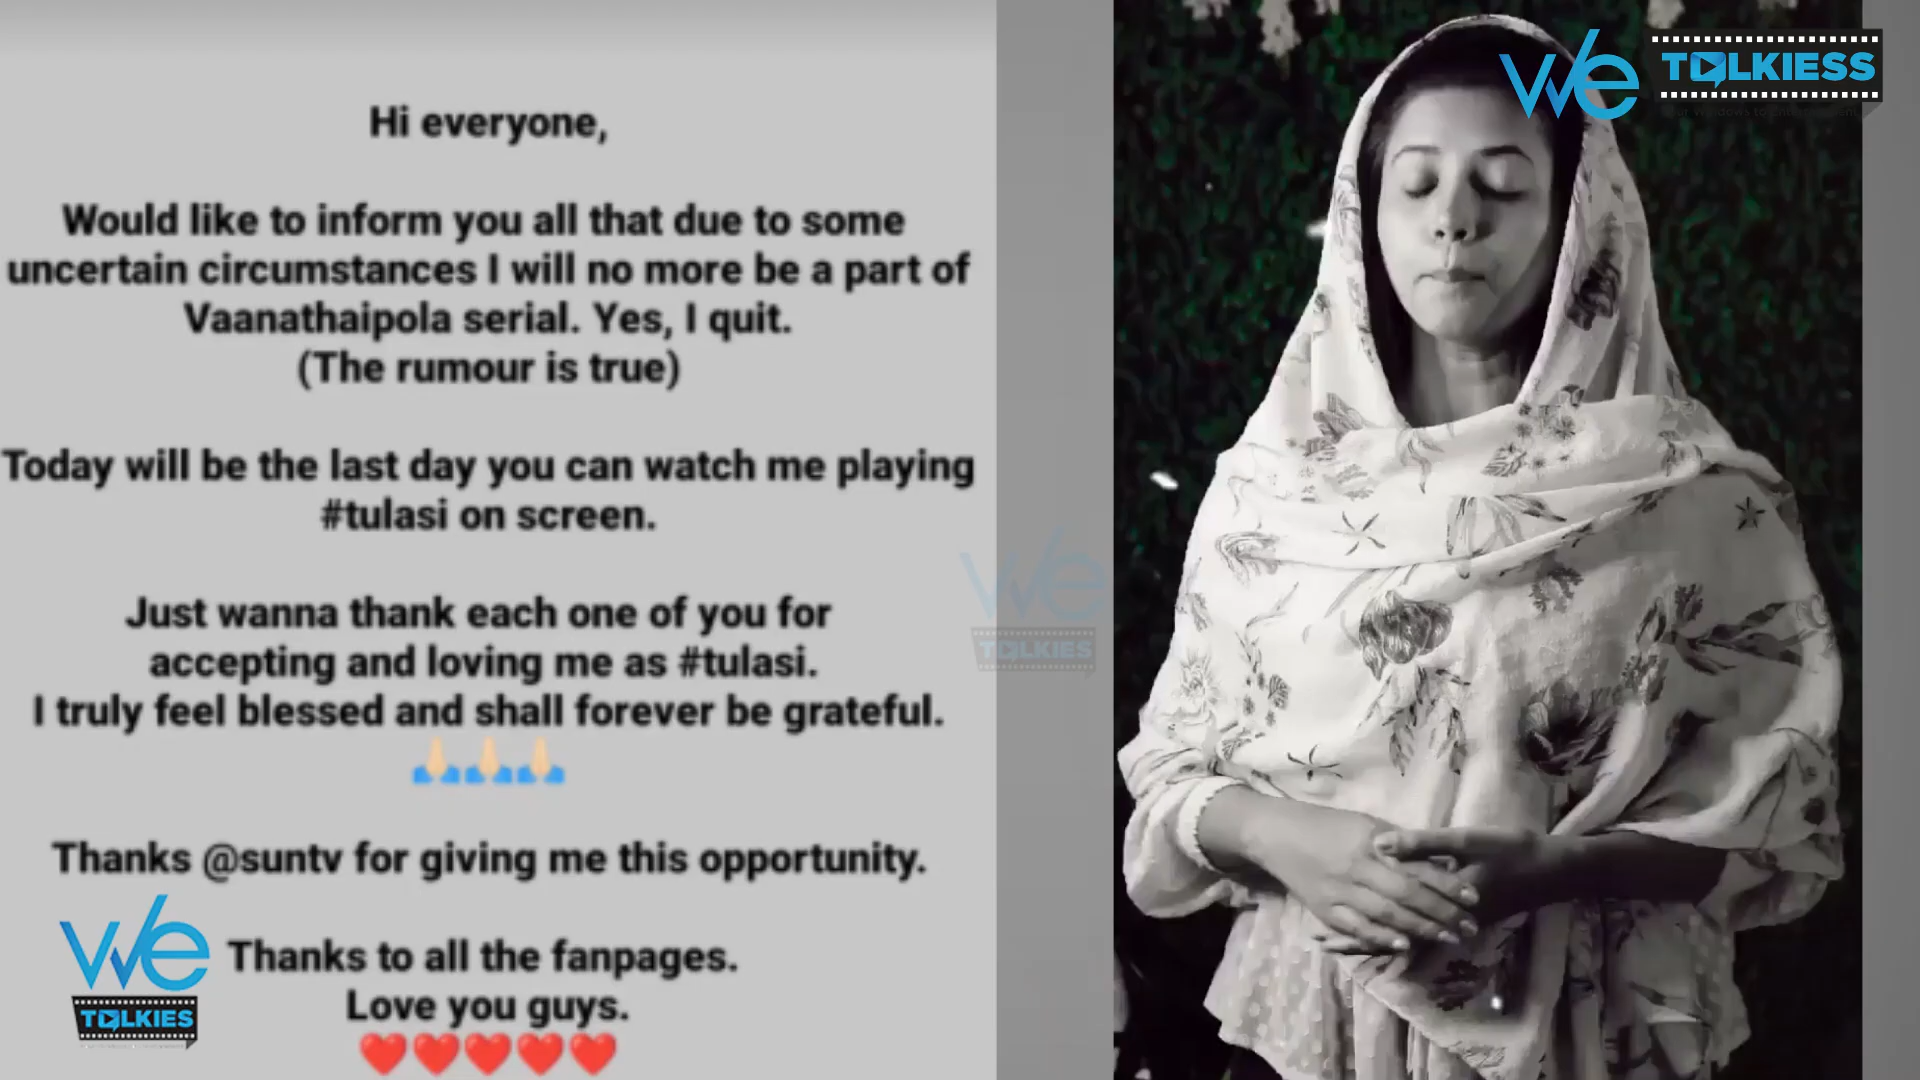 Hi everyone,
Would like to inform you all that due to some
uncertain circumstances I will no more be a part of
Vaanathaipola serial. Yes, I quit.
(The rumour is true)
Today will be the last day you can watch me playing
#tulasi on screen.
Just wanna thank each one of you for
accepting and loving me as #tulasi.
I truly feel blessed and shall forever be grateful.
🙏🏻🙏🏻🙏🏻
Thanks @suntv for giving me this opportunity.
Thanks to all the fanpages.
Love you guys.
❤️❤️❤️❤️❤️
We
TALKIES
We
TALKIES
We TALKIESS